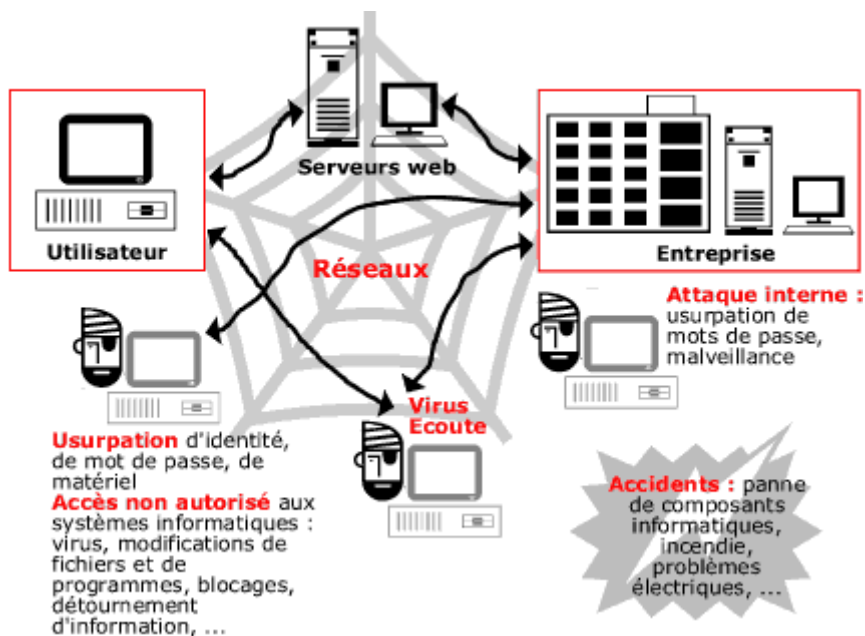 Serveurs web
Utilisateur
Entreprise
Réseaux
Attaque interne :
usurpation de
mots de passe,
malveillance
Virus
Ecoute
Usurpation d'identité,
de mot de passe, de
matériel
Accès non autorisé aux
systèmes informatiques :
virus, modifications de
fichiers et de
programmes, blocages,
détournement
d'information, ...
Accidents : panne
de composants
informatiques,
incendie,
problèmes
électriques, ...